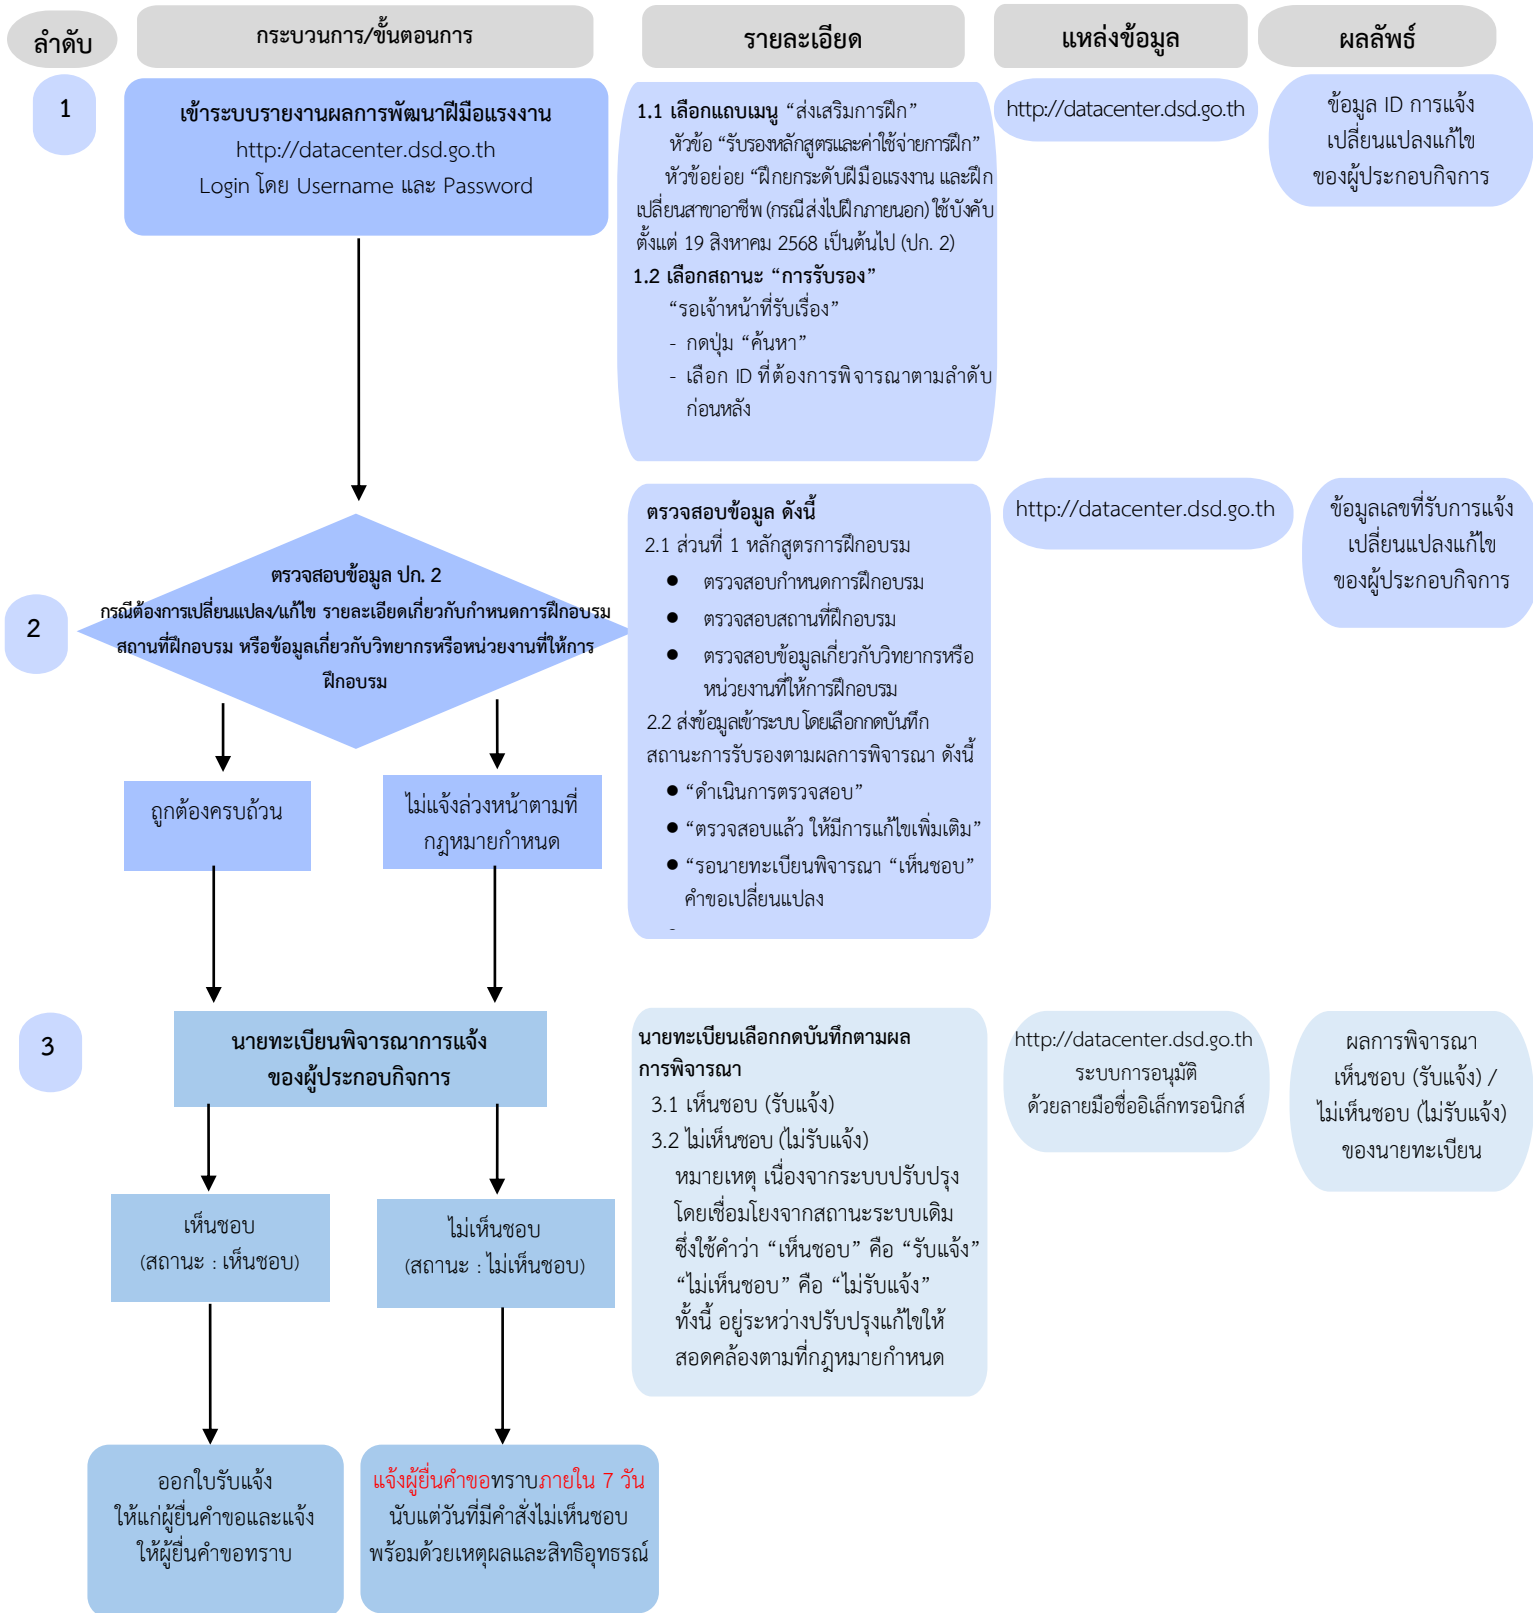 ลำดับ
กระบวนการ/ขั้นตอนการ
รายละเอียด
แหล่งข้อมูล
ผลลัพธ์
1
เข้าระบบรายงานผลการพัฒนาฝีมือแรงงาน
http://datacenter.dsd.go.th
Login โดย Username และ Password
1.1 เลือกแถบเมนู “ส่งเสริมการฝึก”
หัวข้อ “รับรองหลักสูตรและค่าใช้จ่ายการฝึก”
หัวข้อย่อย “ฝึกยกระดับฝีมือแรงงาน และฝึก
เปลี่ยนสาขาอาชีพ (กรณีส่งไปฝึกภายนอก) ใช้บังคับ
ตั้งแต่ 19 สิงหาคม 2568 เป็นต้นไป (ปก. 2)
1.2 เลือกสถานะ “การรับรอง”
“รอเจ้าหน้าที่รับเรื่อง”
- กดปุ่ม “ค้นหา”
- เลือก ID ที่ต้องการพิจารณาตามลำดับ
ก่อนหลัง
http://datacenter.dsd.go.th
ข้อมูล ID การแจ้ง
เปลี่ยนแปลงแก้ไข
ของผู้ประกอบกิจการ
2
ตรวจสอบข้อมูล ปก. 2
กรณีต้องการเปลี่ยนแปลง/แก้ไข รายละเอียดเกี่ยวกับกำหนดการฝึกอบรม
สถานที่ฝึกอบรม หรือข้อมูลเกี่ยวกับวิทยากรหรือหน่วยงานที่ให้การ
ฝึกอบรม
ถูกต้องครบถ้วน
ไม่แจ้งล่วงหน้าตามที่
กฎหมายกำหนด
ตรวจสอบข้อมูล ดังนี้
2.1 ส่วนที่ 1 หลักสูตรการฝึกอบรม
● ตรวจสอบกำหนดการฝึกอบรม
● ตรวจสอบสถานที่ฝึกอบรม
● ตรวจสอบข้อมูลเกี่ยวกับวิทยากรหรือ
หน่วยงานที่ให้การฝึกอบรม
2.2 ส่งข้อมูลเข้าระบบ โดยเลือกกดบันทึก
สถานะการรับรองตามผลการพิจารณา ดังนี้
● “ดำเนินการตรวจสอบ”
● “ตรวจสอบแล้ว ให้มีการแก้ไขเพิ่มเติม”
● “รอนายทะเบียนพิจารณา “เห็นชอบ”
คำขอเปลี่ยนแปลง
-
http://datacenter.dsd.go.th
ข้อมูลเลขที่รับการแจ้ง
เปลี่ยนแปลงแก้ไข
ของผู้ประกอบกิจการ
3
นายทะเบียนพิจารณาการแจ้ง
ของผู้ประกอบกิจการ
เห็นชอบ
(สถานะ : เห็นชอบ)
ไม่เห็นชอบ
(สถานะ : ไม่เห็นชอบ)
ออกใบรับแจ้ง
ให้แก่ผู้ยื่นคำขอและแจ้ง
ให้ผู้ยื่นคำขอทราบ
แจ้งผู้ยื่นคำขอทราบภายใน 7 วัน
นับแต่วันที่มีคำสั่งไม่เห็นชอบ
พร้อมด้วยเหตุผลและสิทธิอุทธรณ์
นายทะเบียนเลือกกดบันทึกตามผล
การพิจารณา
3.1 เห็นชอบ (รับแจ้ง)
3.2 ไม่เห็นชอบ (ไม่รับแจ้ง)
หมายเหตุ เนื่องจากระบบปรับปรุง
โดยเชื่อมโยงจากสถานะระบบเดิม
ซึ่งใช้คำว่า “เห็นชอบ” คือ “รับแจ้ง”
“ไม่เห็นชอบ” คือ “ไม่รับแจ้ง”
ทั้งนี้ อยู่ระหว่างปรับปรุงแก้ไขให้
สอดคล้องตามที่กฎหมายกำหนด
http://datacenter.dsd.go.th
ระบบการอนุมัติ
ด้วยลายมือชื่ออิเล็กทรอนิกส์
ผลการพิจารณา
เห็นชอบ (รับแจ้ง) /
ไม่เห็นชอบ (ไม่รับแจ้ง)
ของนายทะเบียน